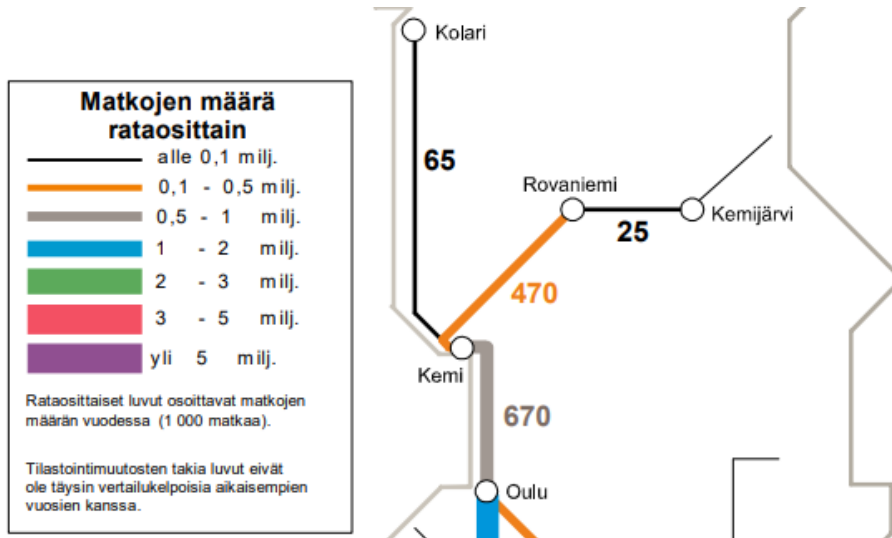 Matkojen määrä
rataosittain
alle 0,1 milj.
0,1 - 0,5 milj.
0,5 - 1 milj.
1 - 2 milj.
2 - 3 milj.
3 - 5 milj.
yli 5 milj.
Rataosittaiset luvut osoittavat matkojen
määrän vuodessa (1 000 matkaa).
Tilastointimuutosten takia luvut eivät
ole täysin vertailukelpoisia aikaisempien
vuosien kanssa.
Kolari
65
Rovaniemi
Kemijärvi
25
470
Kemi
670
Oulu